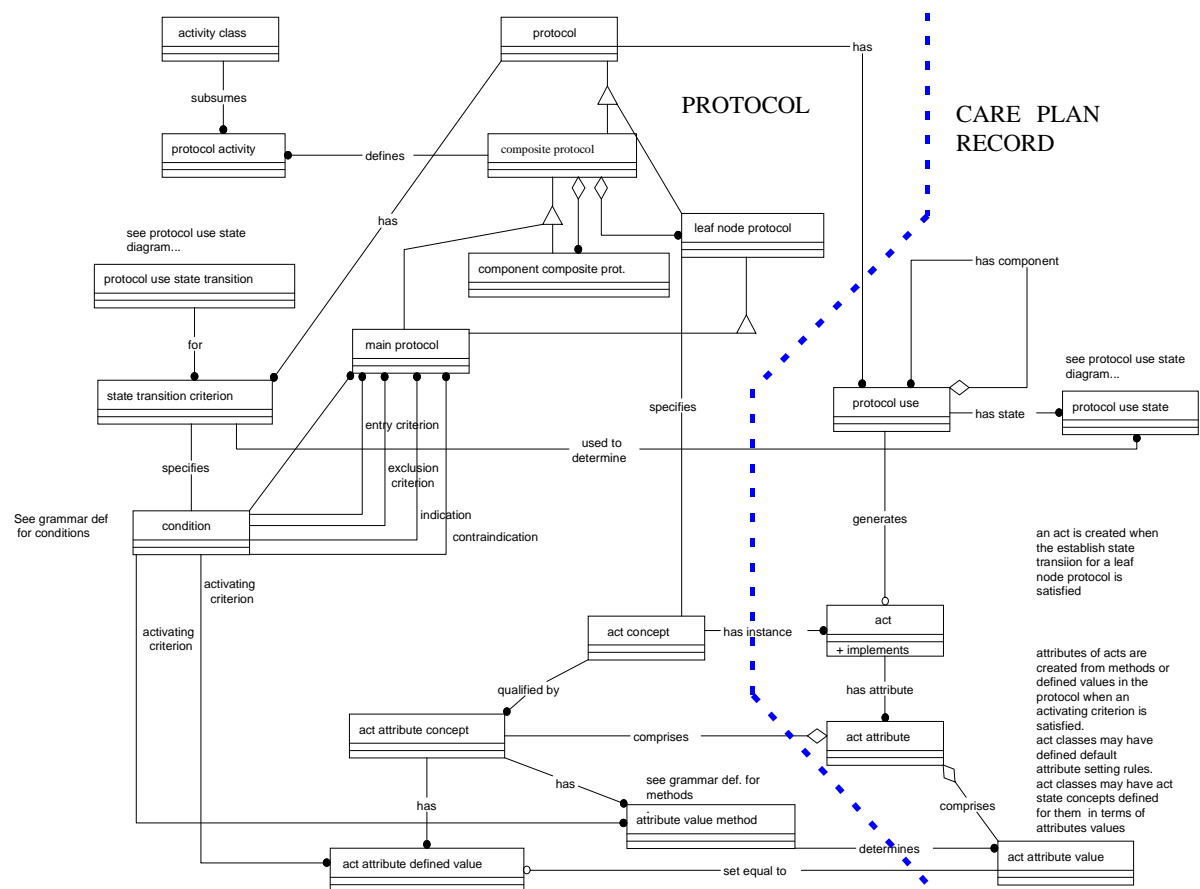 activity class
protocol
has
subsumes
PROTOCOL
CARE PLAN
RECORD
protocol activity
defines
composite protocol
has
leaf node protocol
see protocol use state
diagram...
component composite prot.
has component
protocol use state transition
for
main protocol
see protocol use state
diagram...
state transition criterion
specifies
protocol use
has state
protocol use state
entry criterion
used to
determine
specifies
exclusion
criterion
See grammar def
for conditions
condition
indication
generates
contraindication
an act is created when
the establish state
transiion for a leaf
node protocol is
satisfied
activating
criterion
activating
criterion
act concept
has instance
act
+ implements
attributes of acts are
created from methods or
defined values in the
protocol when an
activating criterion is
satisfied.
act classes may have
defined default
attribute setting rules.
act classes may have act
state concepts defined
for them in terms of
attributes values
qualified by
has attribute
act attribute concept
comprises
act attribute
has
see grammar def. for
methods
.
has
comprises
attribute value method
determines
act attribute defined value
set equal to
act attribute value